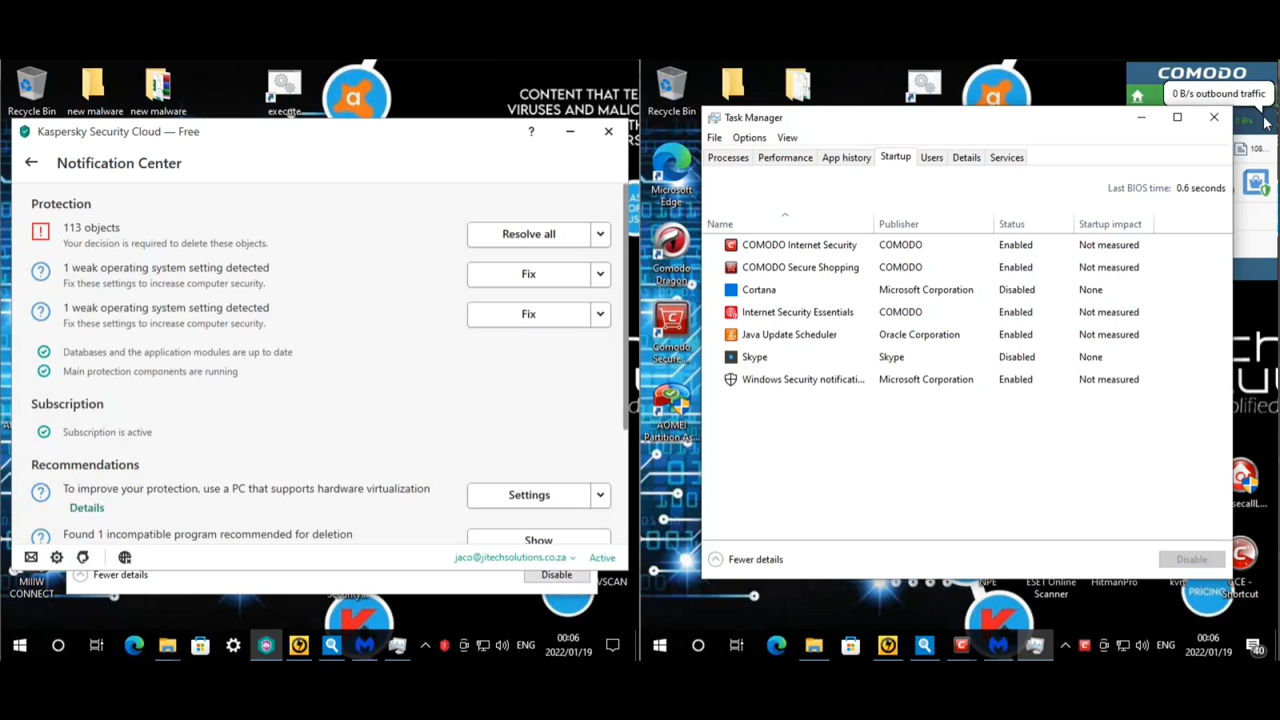 Recycle Bin
new malware
new malware
execute
CONTENT THAT TE
VIRUSES AND MALIC
Kaspersky Security Cloud — Free
?
Notification Center
Protection
113 objects
Your decision is required to delete these objects.
Resolve all
1 weak operating system setting detected
Fix these settings to increase computer security.
Fix
1 weak operating system setting detected
Fix these settings to increase computer security.
Fix
Databases and the application modules are up to date
Main protection components are running
Subscription
Subscription is active
Recommendations
To improve your protection, use a PC that supports hardware virtualization
Details
Settings
Found 1 incompatible program recommended for deletion
Show
jaco@jitechsolutions.co.za
Active
Fewer details
Disable
CONNECT
VSCAN
ENG
00:06
2022/01/19
Recycle Bin
COMODO
0 B/s outbound traffic
0 B/s
108...
Microsoft
Edge
Comodo
Dragon
Comodo
Secure...
AOMEI
Partition As...
Task Manager
File Options View
Processes Performance App history Startup Users Details Services
Last BIOS time: 0.6 seconds
Name Publisher Status Startup impact
COMODO Internet Security COMODO Enabled Not measured
COMODO Secure Shopping COMODO Enabled Not measured
Cortana Microsoft Corporation Disabled None
Internet Security Essentials COMODO Enabled Not measured
Java Update Scheduler Oracle Corporation Enabled Not measured
Skype Skype Disabled None
Windows Security notificati... Microsoft Corporation Enabled Not measured
Fewer details
Disable
NPE
ESET Online
Scanner
HitmanPro
kvrt
CCE -
Shortcut
PRICING
ENG
00:06
2022/01/19
40